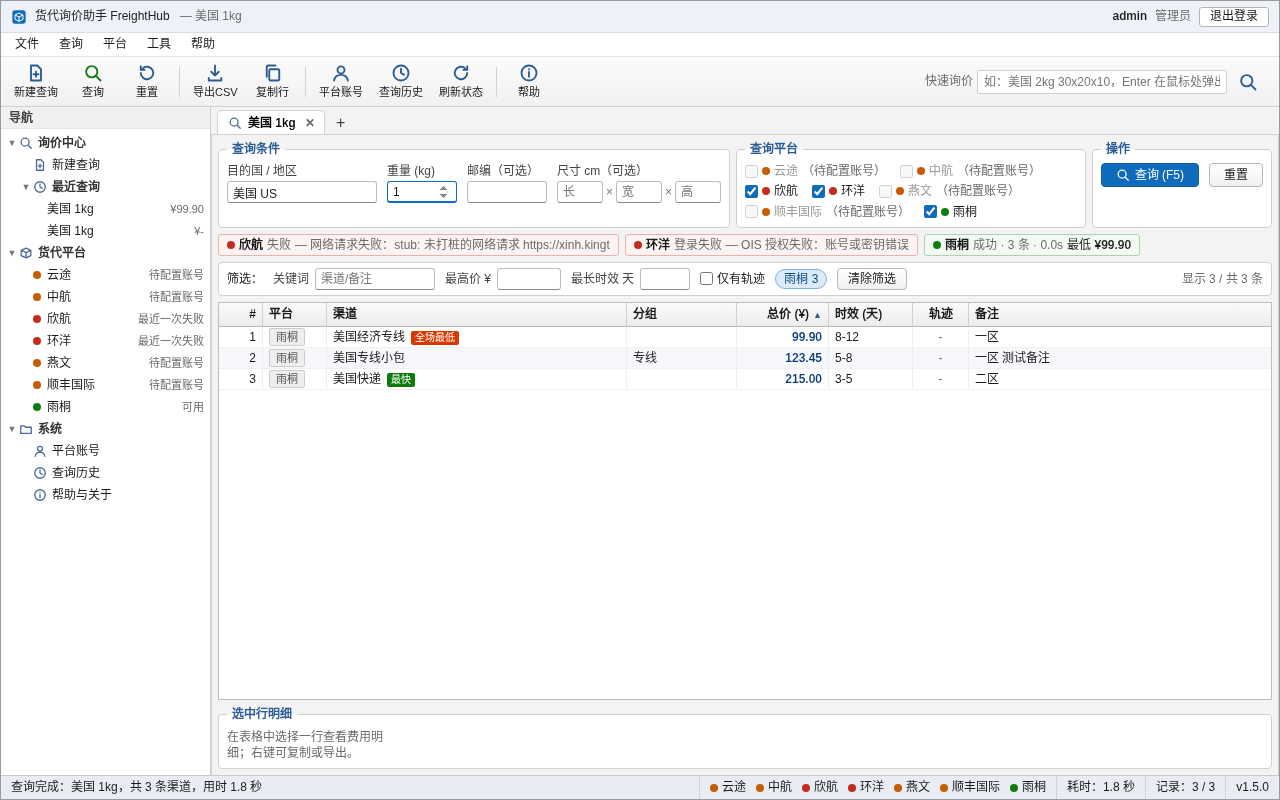 货代询价助手 FreightHub — 美国 1kg admin 管理员 退出登录
文件 查询 平台 工具 帮助
新建查询 查询 重置 导出CSV 复制行 平台账号 查询历史 刷新状态 帮助 快速询价 如：美国 2kg 30x20x10，Enter 在鼠标处弹出
导航
询价中心
新建查询
最近查询
美国 1kg ¥99.90
美国 1kg ¥-
货代平台
云途 待配置账号
中航 待配置账号
欣航 最近一次失败
环洋 最近一次失败
燕文 待配置账号
顺丰国际 待配置账号
雨桐 可用
系统
平台账号
查询历史
帮助与关于
美国 1kg ✕ +
查询条件
目的国 / 地区 重量 (kg) 邮编（可选） 尺寸 cm（可选）
美国 US 1 长 × 宽 × 高
查询平台
云途 （待配置账号） 中航 （待配置账号）
欣航 环洋 燕文 （待配置账号）
顺丰国际 （待配置账号） 雨桐
操作
查询 (F5) 重置
欣航 失败 — 网络请求失败：stub: 未打桩的网络请求 https://xinh.kingt
环洋 登录失败 — OIS 授权失败：账号或密钥错误
雨桐 成功 · 3 条 · 0.0s 最低 ¥99.90
筛选： 关键词 渠道/备注 最高价 ¥ 最长时效 天 仅有轨迹 雨桐 3 清除筛选 显示 3 / 共 3 条
# 平台 渠道 分组 总价 (¥) ▲ 时效 (天) 轨迹 备注
1 雨桐 美国经济专线 全场最低 99.90 8-12 - 一区
2 雨桐 美国专线小包 专线 123.45 5-8 - 一区 测试备注
3 雨桐 美国快递 最快 215.00 3-5 - 二区
选中行明细
在表格中选择一行查看费用明
细；右键可复制或导出。
查询完成：美国 1kg，共 3 条渠道，用时 1.8 秒 云途 中航 欣航 环洋 燕文 顺丰国际 雨桐 耗时：1.8 秒 记录：3 / 3 v1.5.0